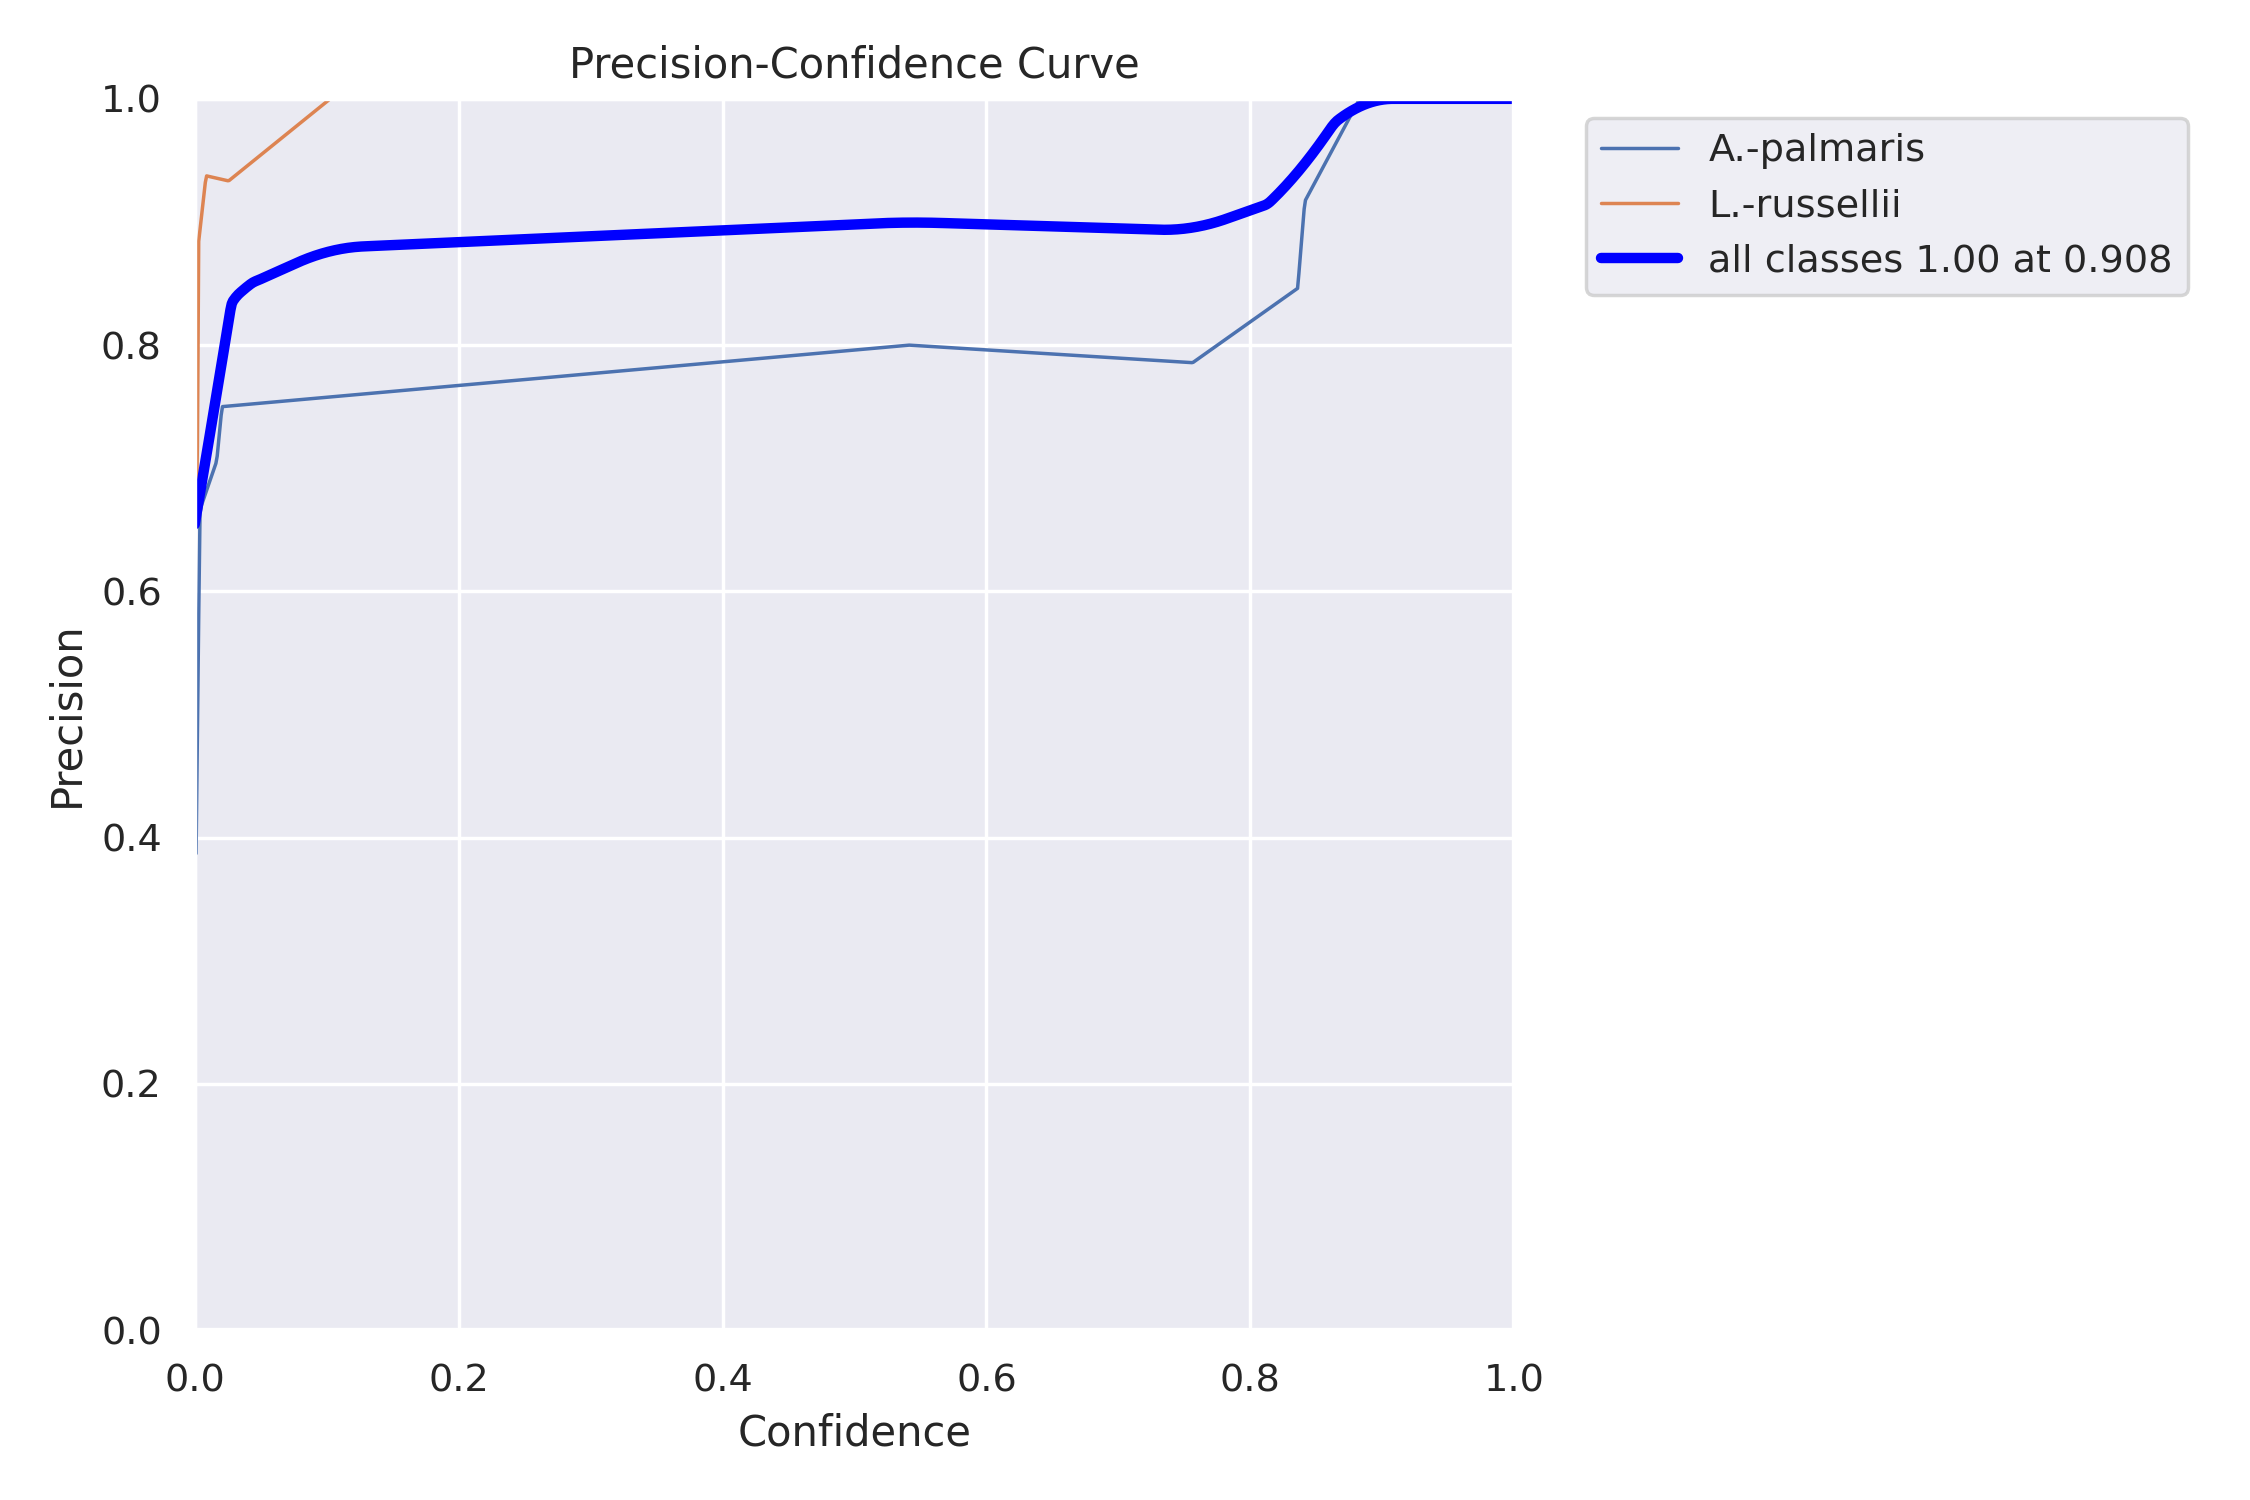 Precision-Confidence Curve
1.0
0.8
0.6
0.4
0.2
0.0
Precision
0.0 0.2 0.4 0.6 0.8 1.0
Confidence
A.-palmaris
L.-russellii
all classes 1.00 at 0.908